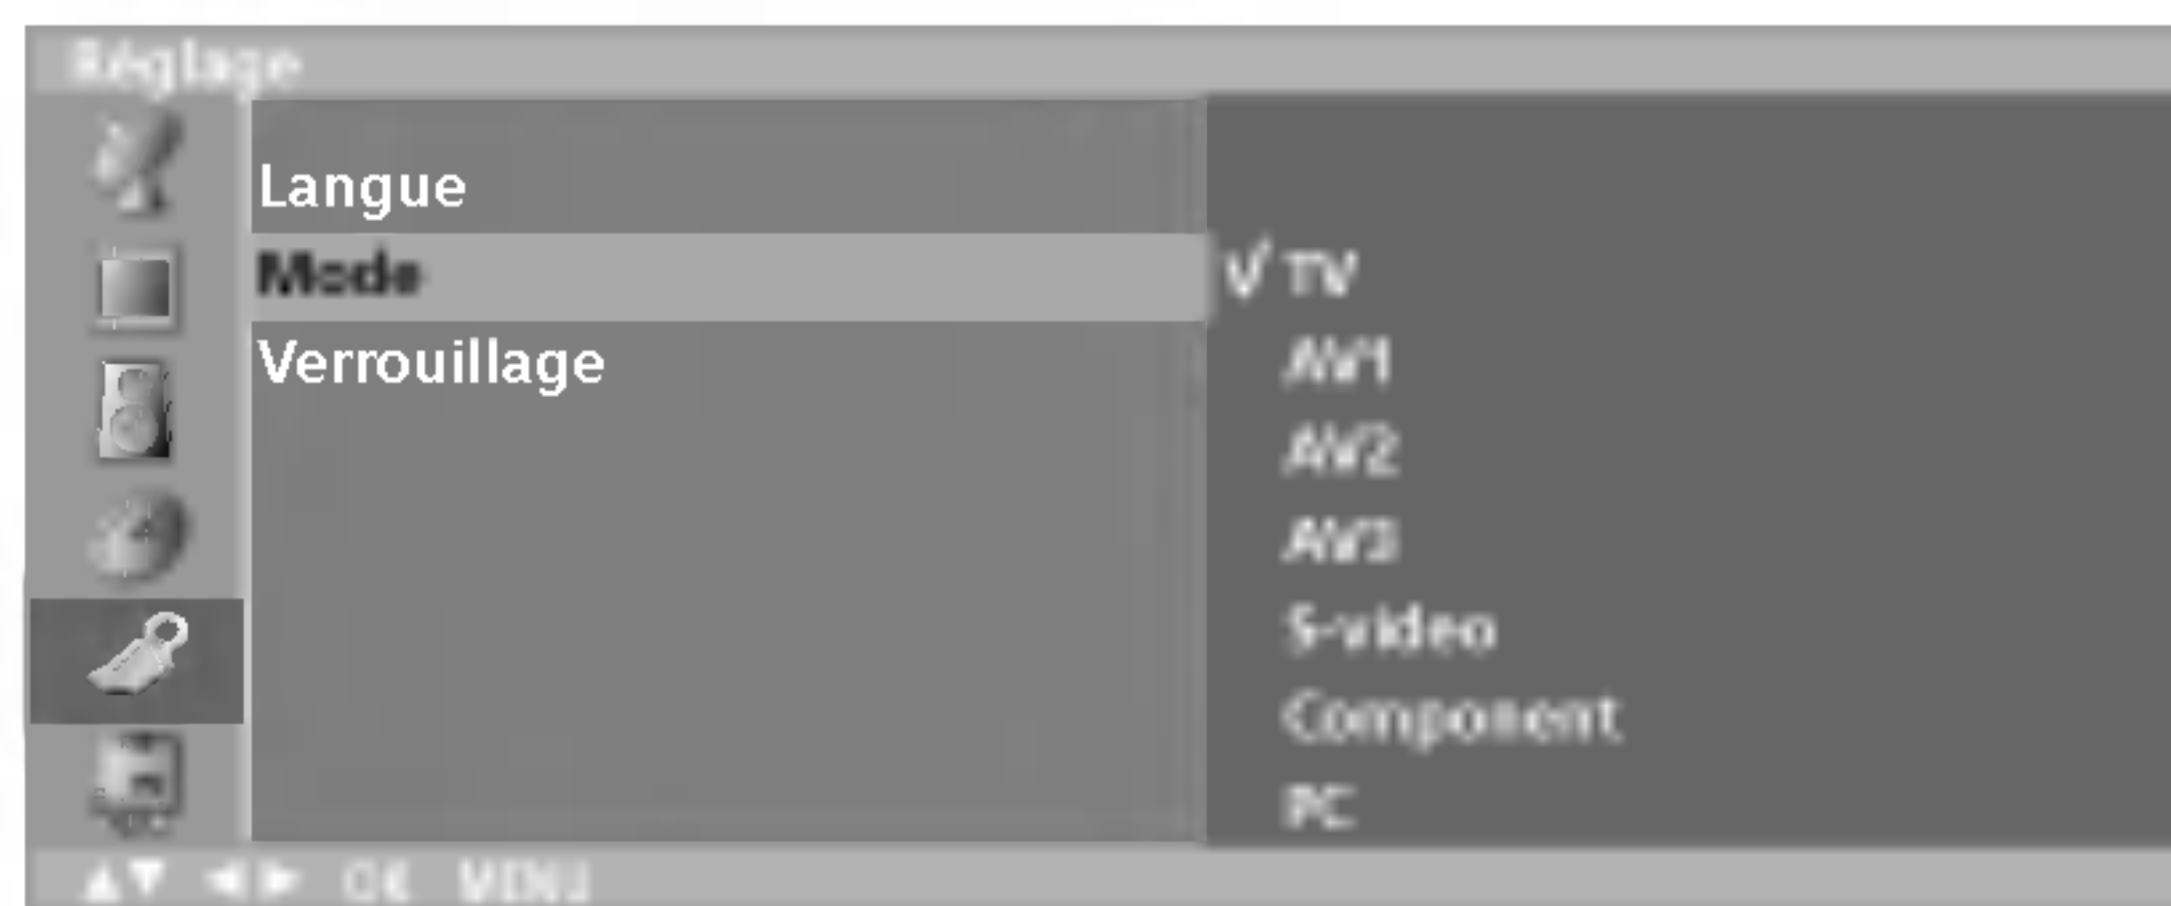 Réglage
Langue
Mode
Verrouillage
√ TV
AV1
AV2
AV3
S-video
Component
PC
▲▼ ◀▶ OK MENU